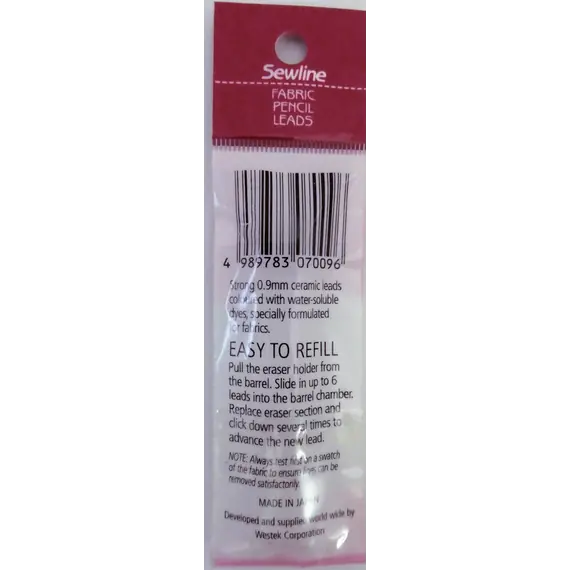 Sewline
FABRIC
PENCIL
LEADS
4 989783 070096
Strong 0.9mm ceramic leads
coloured with water-soluble
dyes, specially formulated
for fabrics.
EASY TO REFILL
Pull the eraser holder from
the barrel. Slide in up to 6
leads into the barrel chamber.
Replace eraser section and
click down several times to
advance the new lead.
NOTE: Always test first on a swatch
of the fabric to ensure lines can be
removed satisfactorily.
MADE IN JAPAN
Developed and supplied world wide by
Westek Corporation